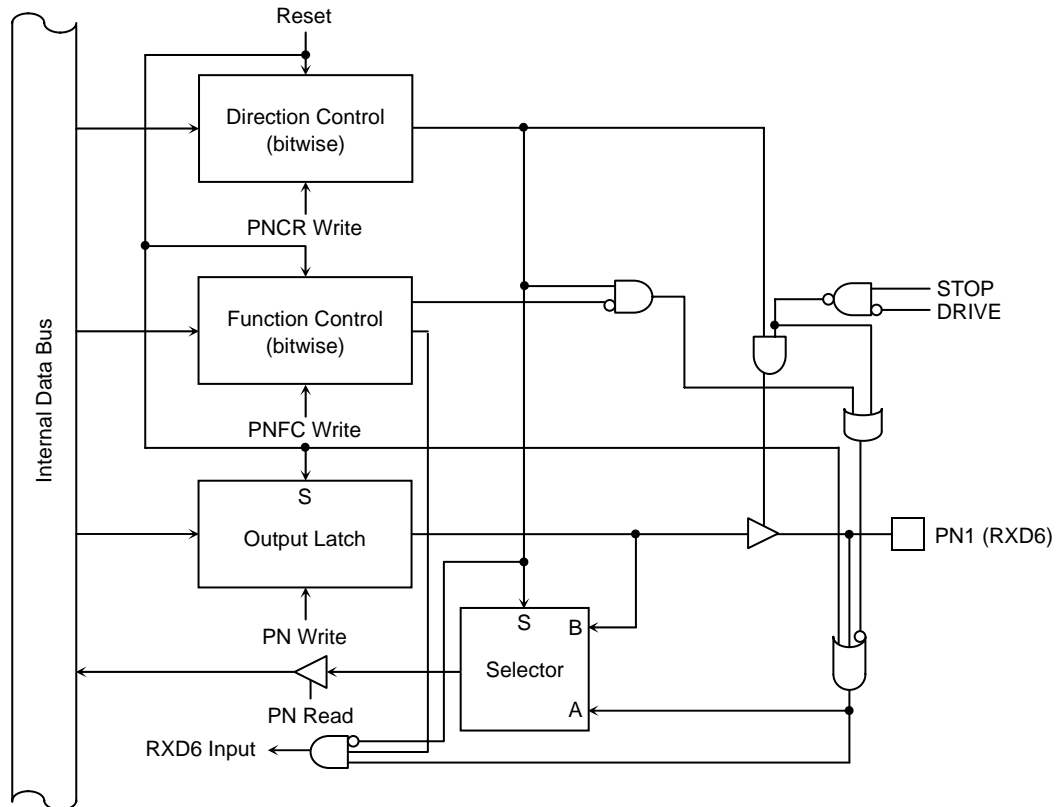 Reset
Direction Control
(bitwise)
PNCR Write
Function Control
(bitwise)
STOP
DRIVE
Internal Data Bus
PNFC Write
S
Output Latch
PN1 (RXD6)
PN Write
S
B
Selector
A
PN Read
RXD6 Input